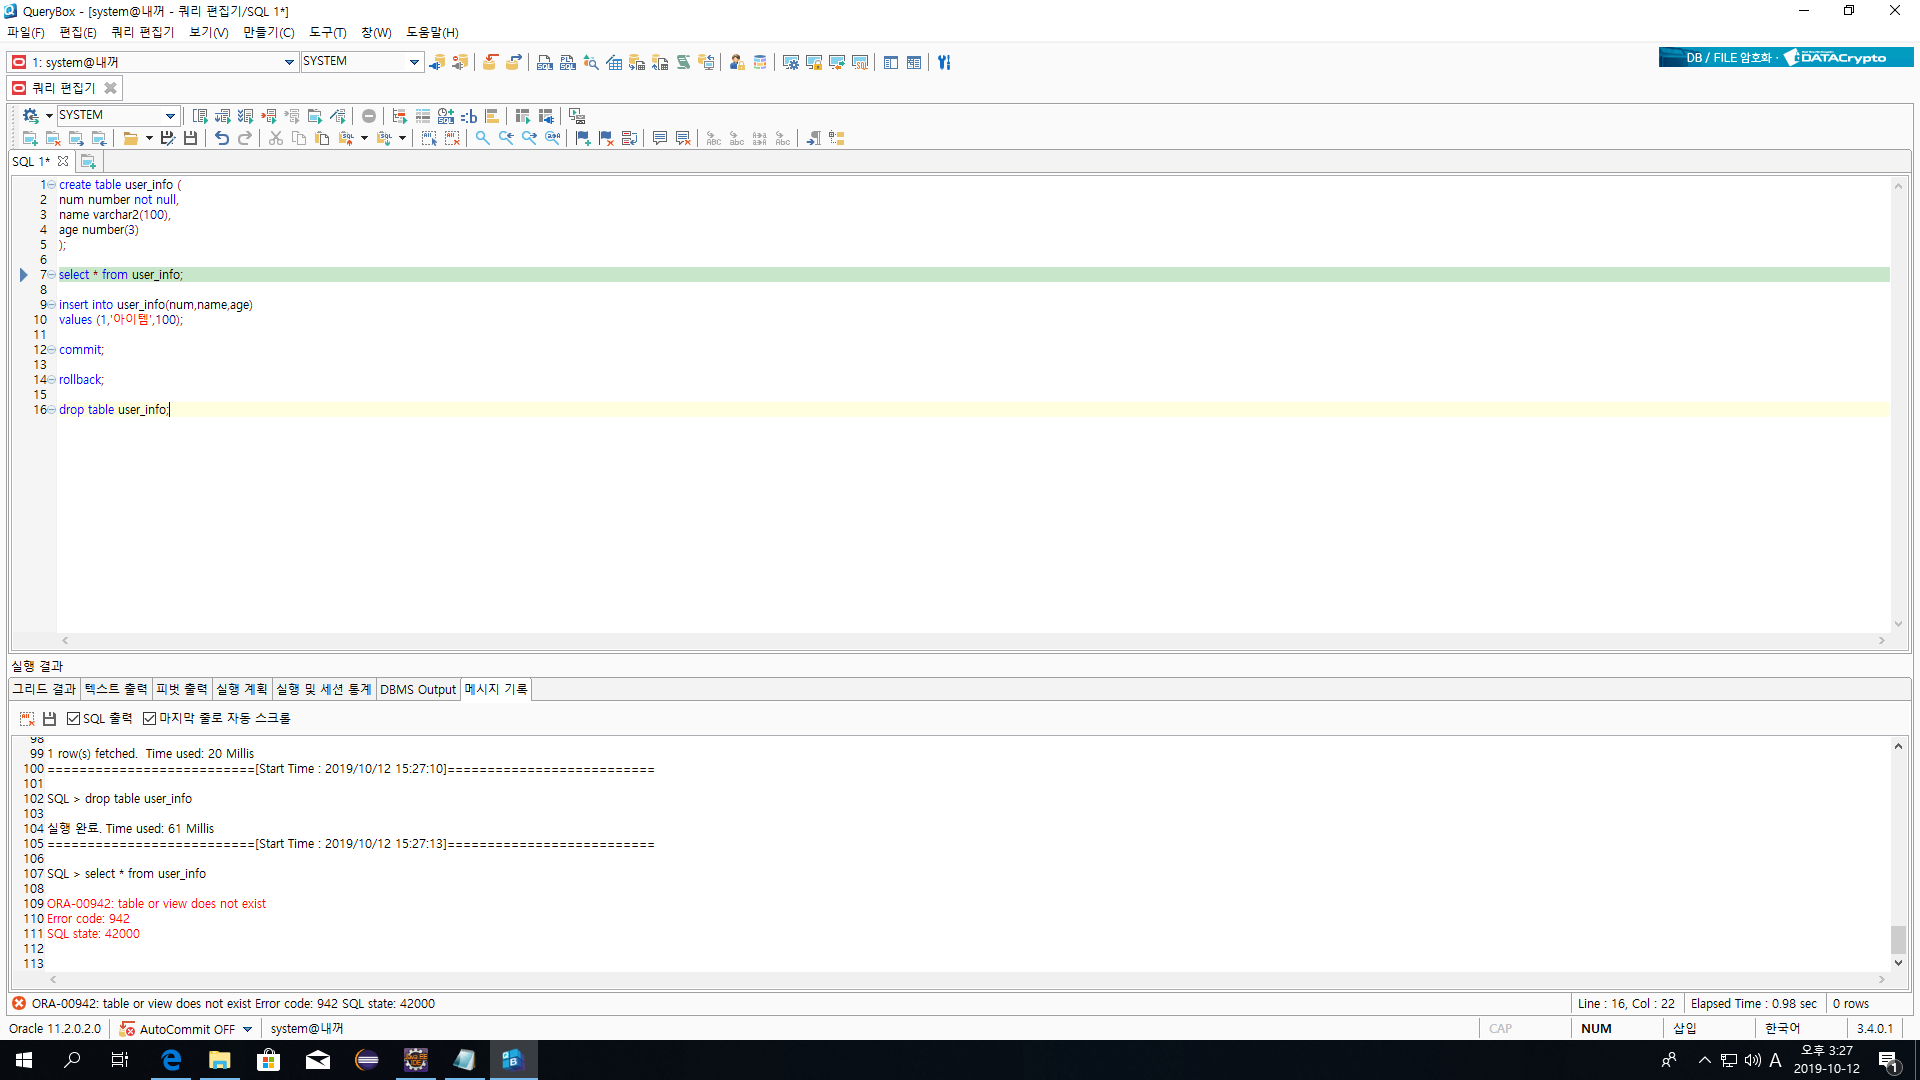 QueryBox - [system@내꺼 - 쿼리 편집기/SQL 1*]
파일(F) 편집(E) 쿼리 편집기 보기(V) 만들기(C) 도구(T) 창(W) 도움말(H)
1: system@내꺼 SYSTEM
DB / FILE 암호화 · DATACrypto
쿼리 편집기
SYSTEM
SQL 1*
1 create table user_info (
2 num number not null,
3 name varchar2(100),
4 age number(3)
5 );
6
7 select * from user_info;
8
9 insert into user_info(num,name,age)
10 values (1,'아이템',100);
11
12 commit;
13
14 rollback;
15
16 drop table user_info;
실행 결과
그리드 결과 텍스트 출력 피벗 출력 실행 계획 실행 및 세션 통계 DBMS Output 메시지 기록
SQL 출력 마지막 줄로 자동 스크롤
98
99 1 row(s) fetched.  Time used: 20 Millis
100 ==========================[Start Time : 2019/10/12 15:27:10]==========================
101
102 SQL > drop table user_info
103
104 실행 완료. Time used: 61 Millis
105 ==========================[Start Time : 2019/10/12 15:27:13]==========================
106
107 SQL > select * from user_info
108
109 ORA-00942: table or view does not exist
110 Error code: 942
111 SQL state: 42000
112
113
ORA-00942: table or view does not exist Error code: 942 SQL state: 42000 Line : 16, Col : 22 Elapsed Time : 0.98 sec 0 rows
Oracle 11.2.0.2.0 AutoCommit OFF system@내꺼 CAP NUM 삽입 한국어 3.4.0.1
A 오후 3:27
2019-10-12 1